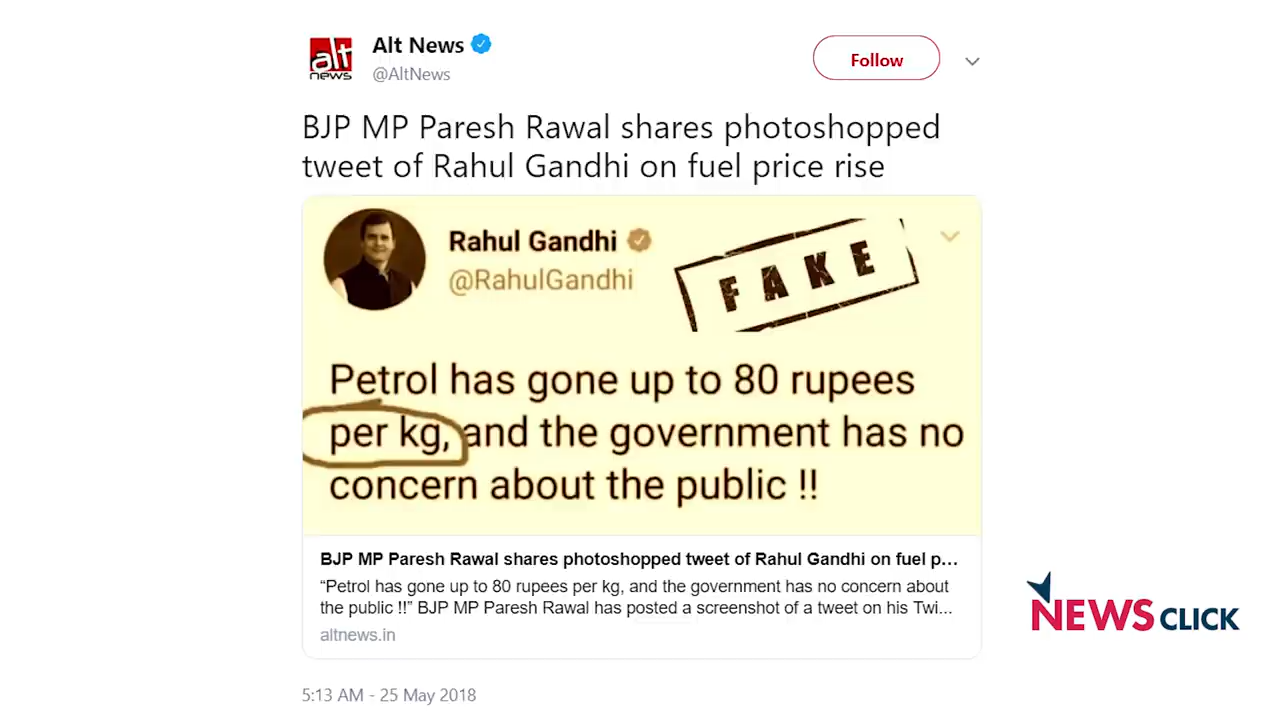 alt
news
Alt News
@AltNews
Follow
BJP MP Paresh Rawal shares photoshopped
tweet of Rahul Gandhi on fuel price rise
Rahul Gandhi
@RahulGandhi
FAKE
Petrol has gone up to 80 rupees
per kg, and the government has no
concern about the public !!
BJP MP Paresh Rawal shares photoshopped tweet of Rahul Gandhi on fuel p...
“Petrol has gone up to 80 rupees per kg, and the government has no concern about
the public !!” BJP MP Paresh Rawal has posted a screenshot of a tweet on his Twi...
altnews.in
NEWSCLICK
5:13 AM - 25 May 2018